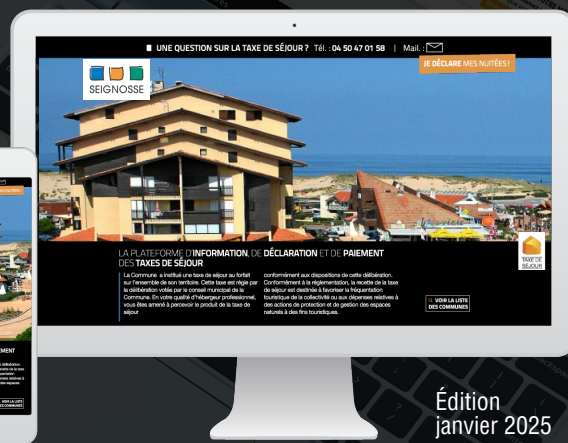 UNE QUESTION SUR LA TAXE DE SÉJOUR ? Tél. : 04 50 47 01 58 | Mail. :
JE DÉCLARE MES NUITÉES !
SEIGNOSSE
LA PLATEFORME D'INFORMATION, DE DÉCLARATION ET DE PAIEMENT
DES TAXES DE SÉJOUR
La Commune a institué une taxe de séjour au forfait
sur l'ensemble de son territoire. Cette taxe est régie par
la délibération votée par le conseil municipal de la
Commune. En votre qualité d'hébergeur professionnel,
vous êtes amené à percevoir le produit de la taxe de
séjour
conformément aux dispositions de cette délibération.
Conformément à la réglementation, la recette de la taxe
de séjour est destinée à favoriser la fréquentation
touristique de la collectivité ou aux dépenses relatives à
des actions de protection et de gestion des espaces
naturels à des fins touristiques.
TAXE DE
SÉJOUR
VOIR LA LISTE
DES COMMUNES
VOIR LA LISTE
DES COMMUNES
Édition
janvier 2025